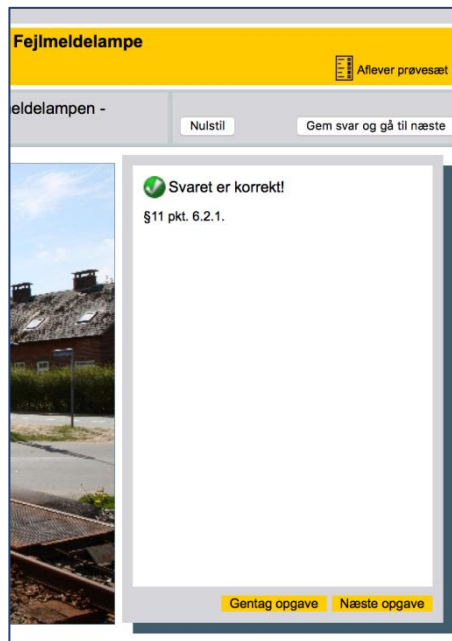 Fejlmeldelampe
Aflever prøvesæt
eldelampen -
Nulstil
Gem svar og gå til næste
Svaret er korrekt!
§11 pkt. 6.2.1.
Gentag opgave
Næste opgave